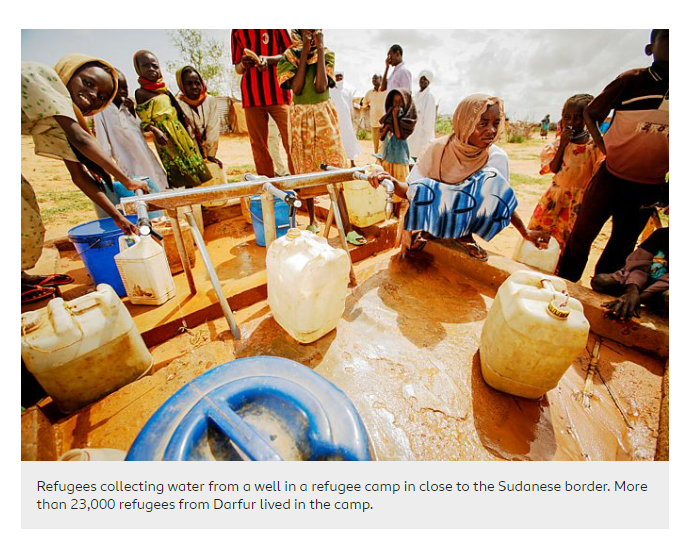 Refugees collecting water from a well in a refugee camp in close to the Sudanese border. More
than 23,000 refugees from Darfur lived in the camp.